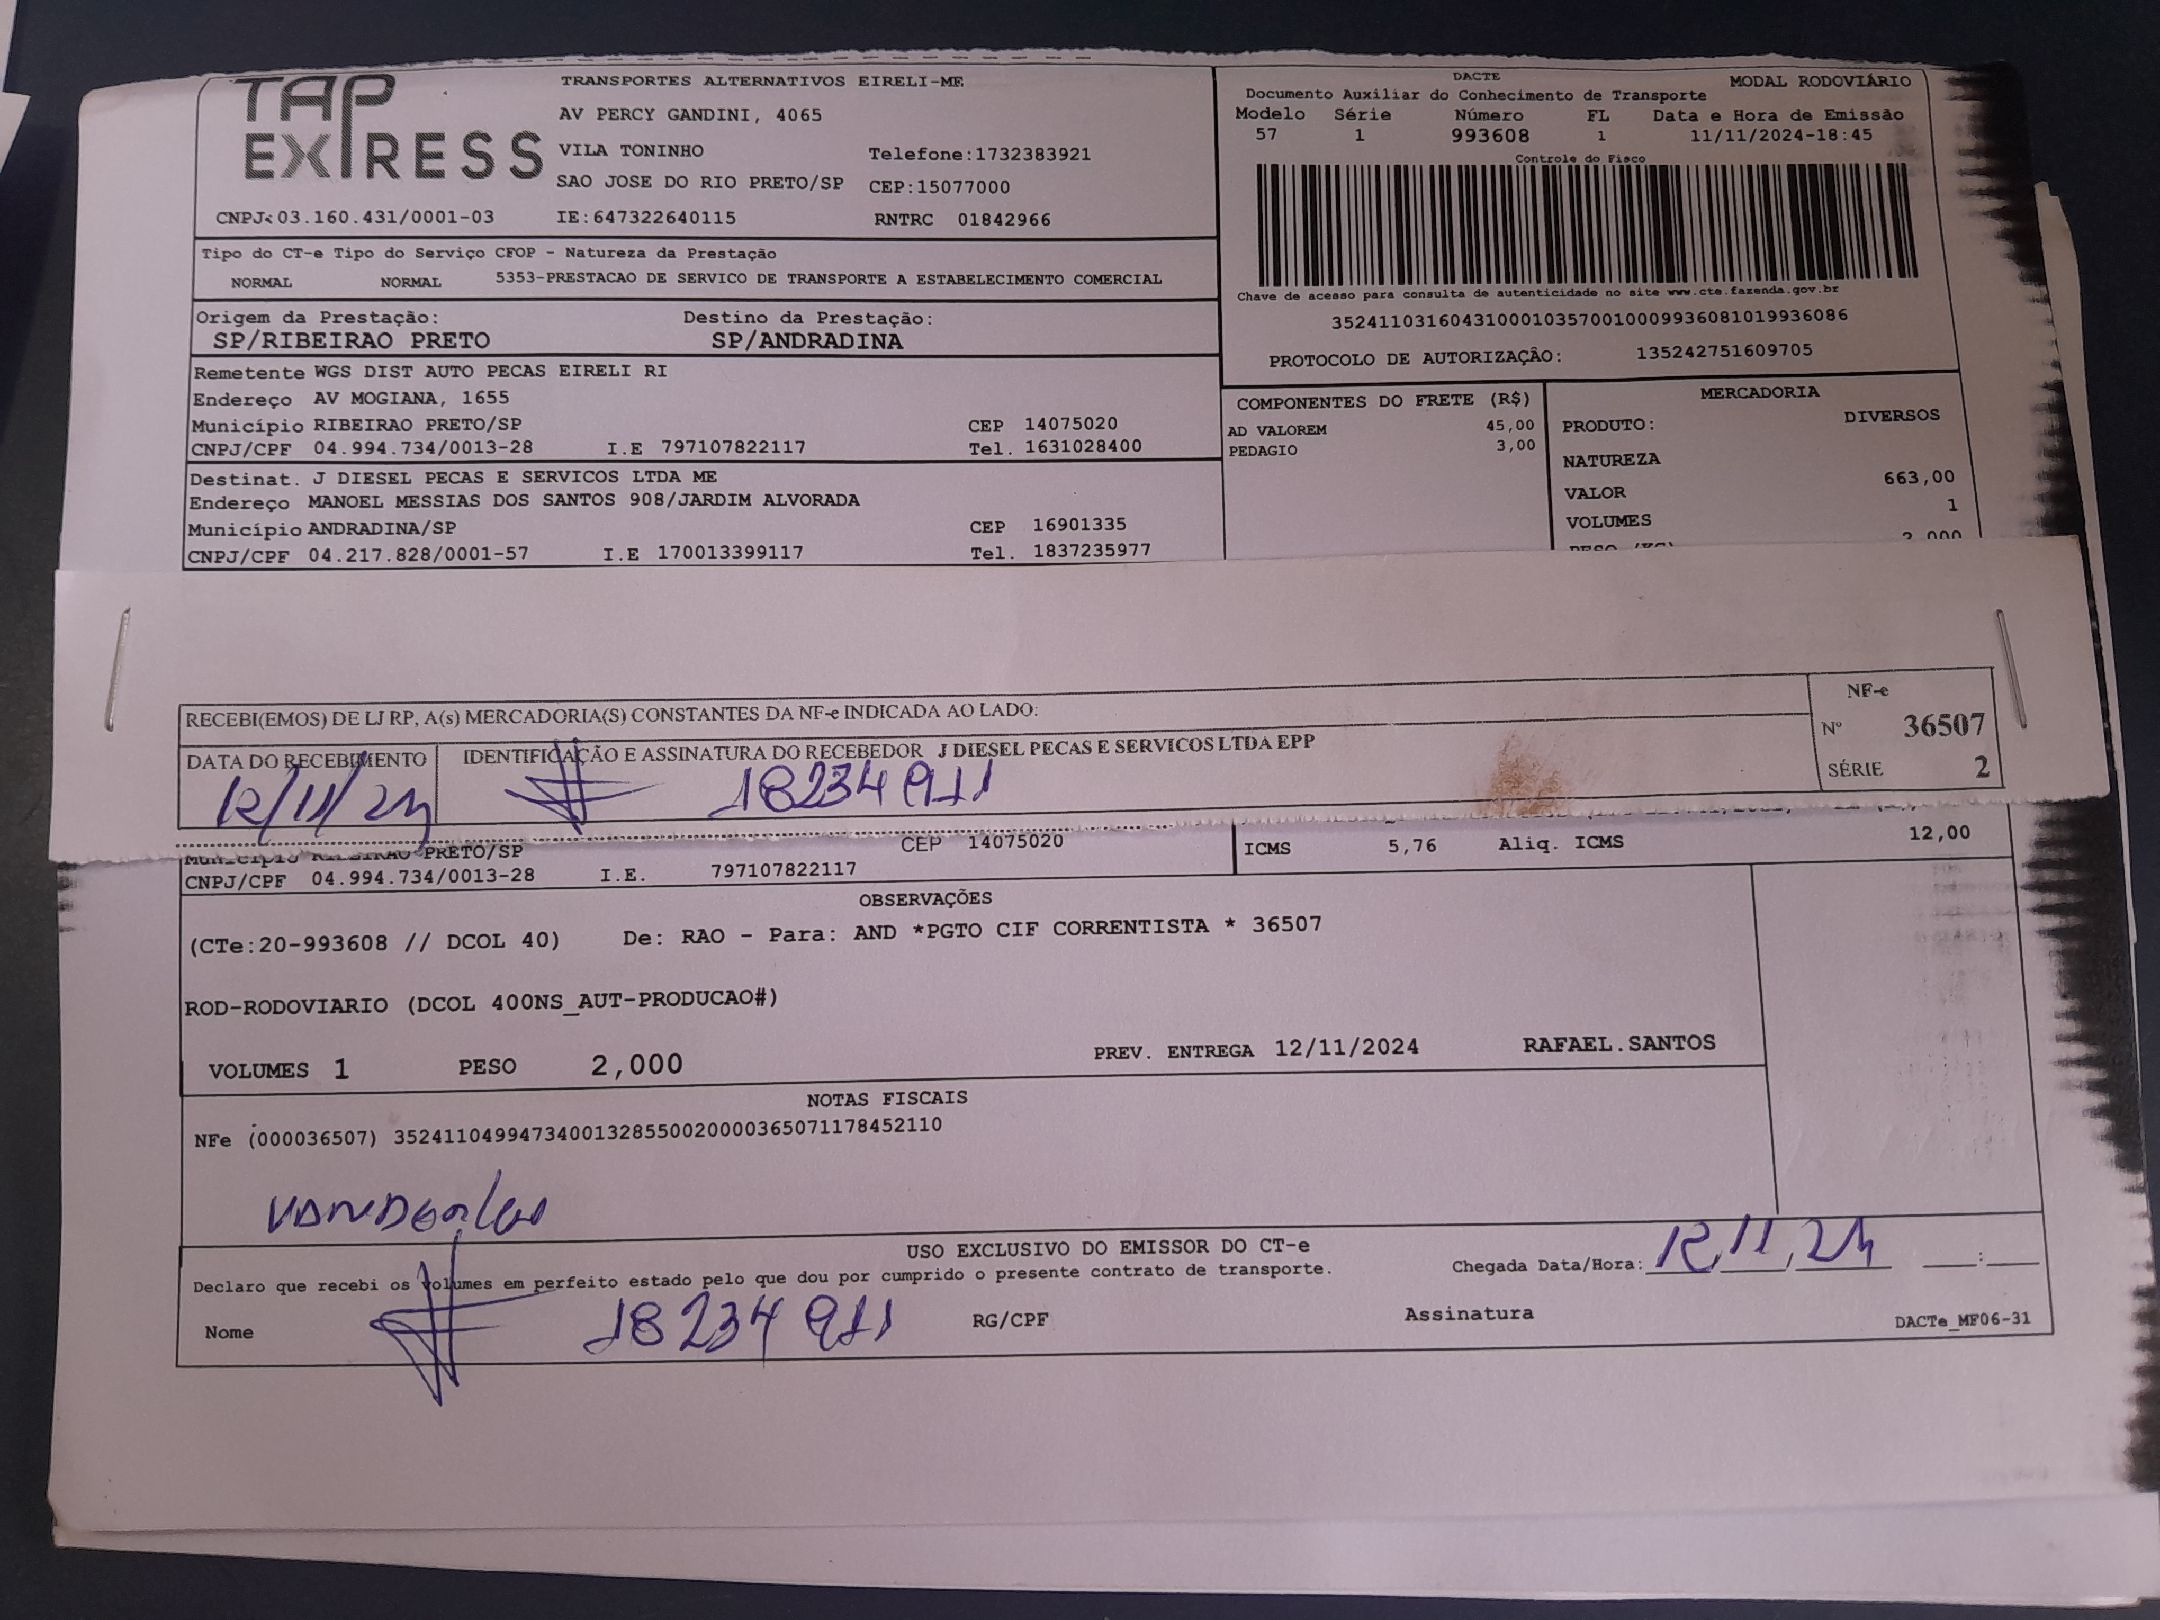 TAP EXPRESS
TRANSPORTES ALTERNATIVOS EIRELI-ME
AV PERCY GANDINI, 4065
VILA TONINHO Telefone:1732383921
SAO JOSE DO RIO PRETO/SP CEP:15077000
CNPJ:03.160.431/0001-03 IE:647322640115 RNTRC 01842966
DACTE MODAL RODOVIÁRIO
Documento Auxiliar do Conhecimento de Transporte
Modelo Série Número FL Data e Hora de Emissão
57 1 993608 1 11/11/2024-18:45
Controle do Fisco
Chave de acesso para consulta de autenticidade no site www.cte.fazenda.gov.br
35241103160431000103570010009936081019936086
PROTOCOLO DE AUTORIZAÇÃO: 135242751609705
Tipo do CT-e Tipo do Serviço CFOP - Natureza da Prestação
NORMAL NORMAL 5353-PRESTACAO DE SERVICO DE TRANSPORTE A ESTABELECIMENTO COMERCIAL
Origem da Prestação: Destino da Prestação:
SP/RIBEIRAO PRETO SP/ANDRADINA
Remetente WGS DIST AUTO PECAS EIRELI RI
Endereço AV MOGIANA, 1655
Município RIBEIRAO PRETO/SP CEP 14075020
CNPJ/CPF 04.994.734/0013-28 I.E 797107822117 Tel. 1631028400
Destinat. J DIESEL PECAS E SERVICOS LTDA ME
Endereço MANOEL MESSIAS DOS SANTOS 908/JARDIM ALVORADA
Município ANDRADINA/SP CEP 16901335
CNPJ/CPF 04.217.828/0001-57 I.E 170013399117 Tel. 1837235977
COMPONENTES DO FRETE (R$)
AD VALOREM 45,00
PEDAGIO 3,00
MERCADORIA
PRODUTO: DIVERSOS
NATUREZA
VALOR 663,00
VOLUMES 1
PESO (KG) 2,000
RECEBI(EMOS) DE LJ RP, A(s) MERCADORIA(S) CONSTANTES DA NF-e INDICADA AO LADO:
DATA DO RECEBIMENTO IDENTIFICAÇÃO E ASSINATURA DO RECEBEDOR J DIESEL PECAS E SERVICOS LTDA EPP
12/11/24 18234911
NF-e
Nº 36507
SÉRIE 2
Município RIBEIRAO PRETO/SP CEP 14075020
CNPJ/CPF 04.994.734/0013-28 I.E. 797107822117
ICMS 5,76 Aliq. ICMS 12,00
OBSERVAÇÕES
(CTe:20-993608 // DCOL 40) De: RAO - Para: AND *PGTO CIF CORRENTISTA * 36507
ROD-RODOVIARIO (DCOL 400NS_AUT-PRODUCAO#)
VOLUMES 1 PESO 2,000 PREV. ENTREGA 12/11/2024 RAFAEL.SANTOS
NOTAS FISCAIS
NFe (000036507) 35241104994734001328550020000365071178452110
USO EXCLUSIVO DO EMISSOR DO CT-e
Declaro que recebi os volumes em perfeito estado pelo que dou por cumprido o presente contrato de transporte.
Chegada Data/Hora: 12,11,24 :
Nome 18234911 RG/CPF Assinatura DACTe_MF06-31